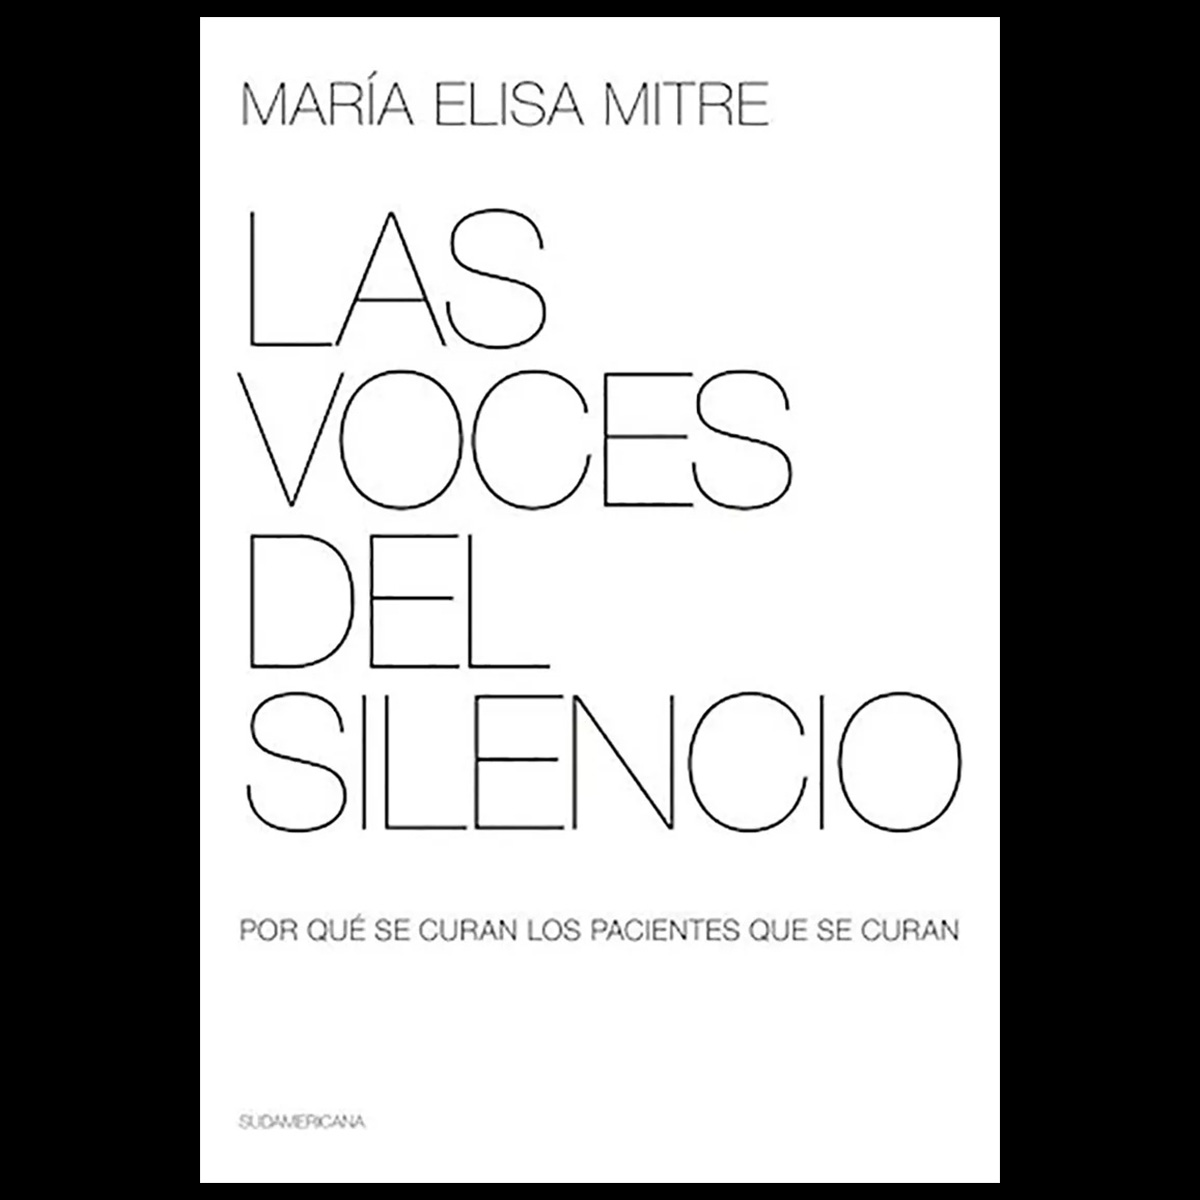 MARÍA ELISA MITRE
LAS
VOCES
DEL
SILENCIO
POR QUÉ SE CURAN LOS PACIENTES QUE SE CURAN
SUDAMERICANA